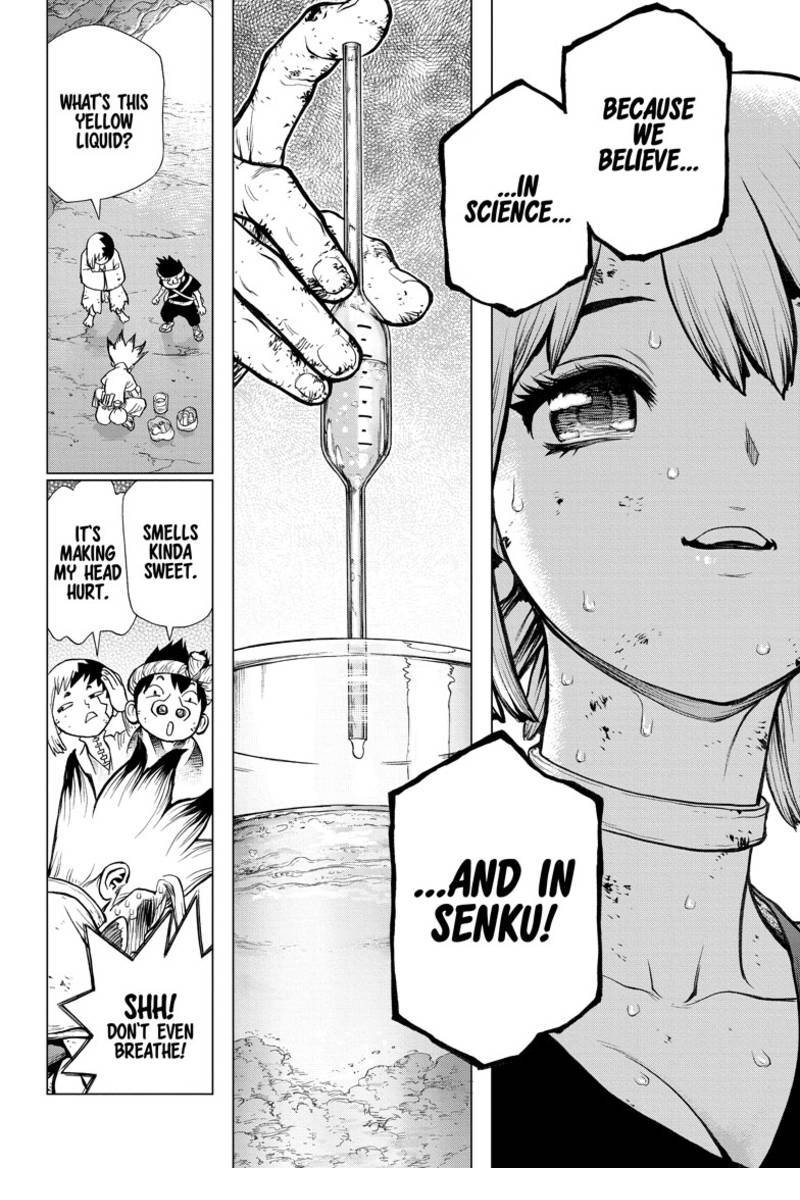 BECAUSE
WE
BELIEVE...
...IN
SCIENCE...
...AND IN
SENKU!
WHAT'S THIS
YELLOW
LIQUID?
SMELLS
KINDA
SWEET.
IT'S
MAKING
MY HEAD
HURT.
SHH!
DON'T EVEN
BREATHE!